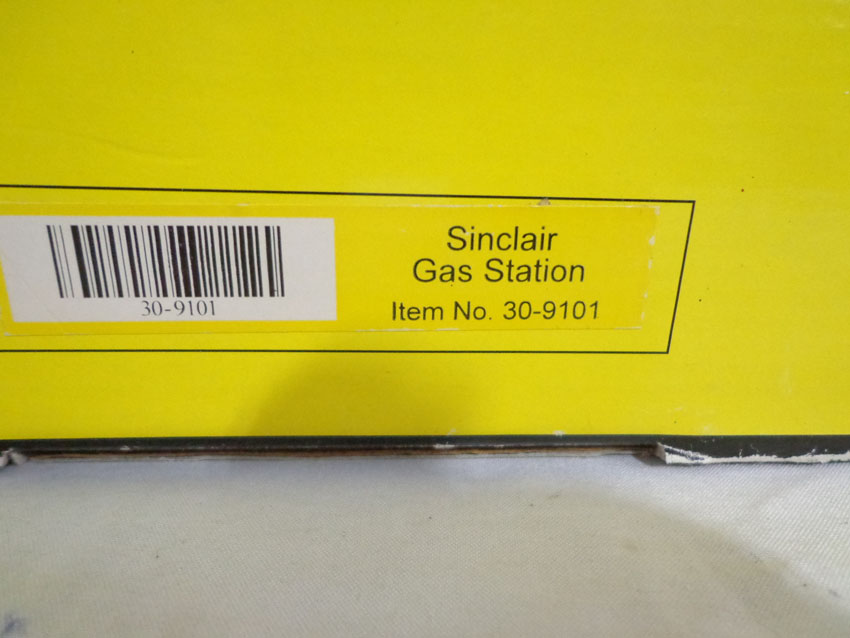 30-9101
Sinclair
Gas Station
Item No. 30-9101